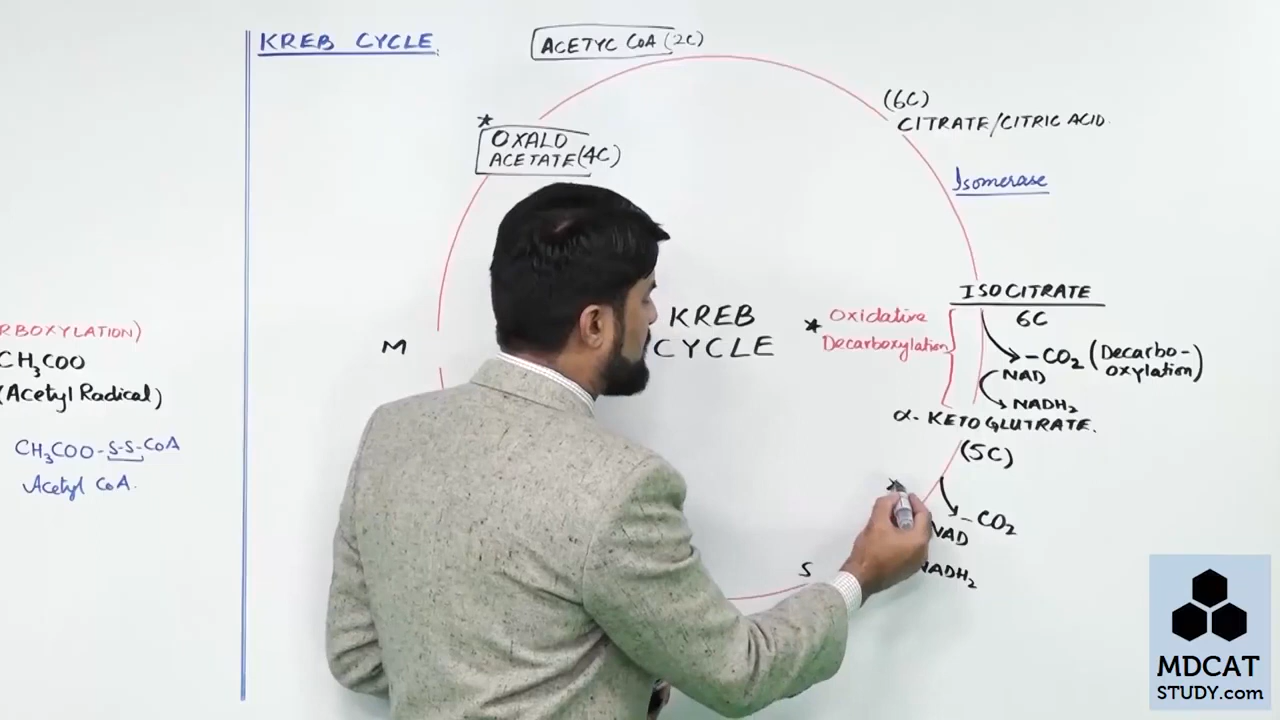 KREB CYCLE
ACETYC CoA (2C)
(6C)
CITRATE/CITRIC ACID
OXALO
ACETATE (4C)
Isomerase
ISOCITRATE
6C
Oxidative
Decarboxylation
-CO2 (Decarbo-
oxylation)
NAD
NADH2
KREB
CYCLE
M
RBOXYLATION)
CH3COO
(Acetyl Radical)
CH3COO-S-S-CoA
Acetyl CoA.
α-KETOGLUTRATE.
(5C)
-CO2
NAD
NADH2
S
MDCAT
STUDY.com